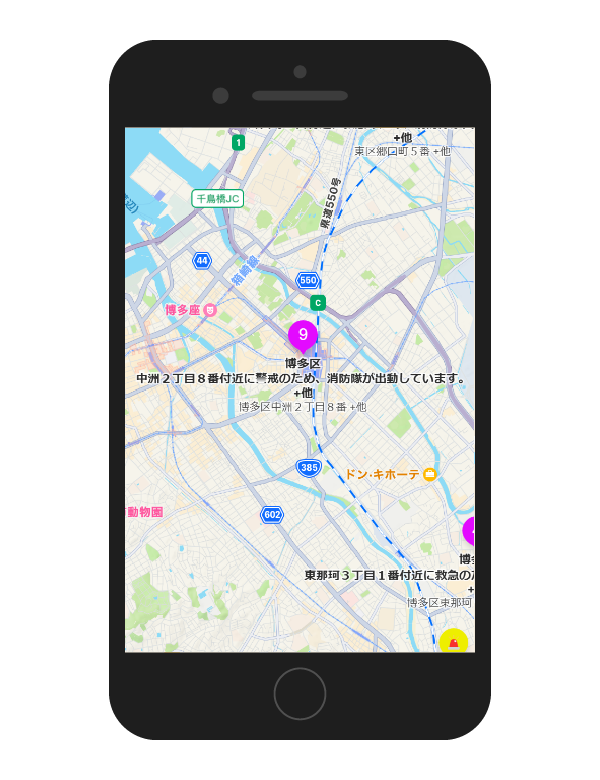 +他
東区郷口町５番 +他
1
千鳥橋JC
県道550号
44
箱崎線
550
C
博多座
9
博多区
中洲２丁目８番付近に警戒のため、消防隊が出動しています。
+他
博多区中洲２丁目８番 +他
385
ドン・キホーテ
602
動物園
東那珂３丁目１番付近に救急の
博多区東那珂